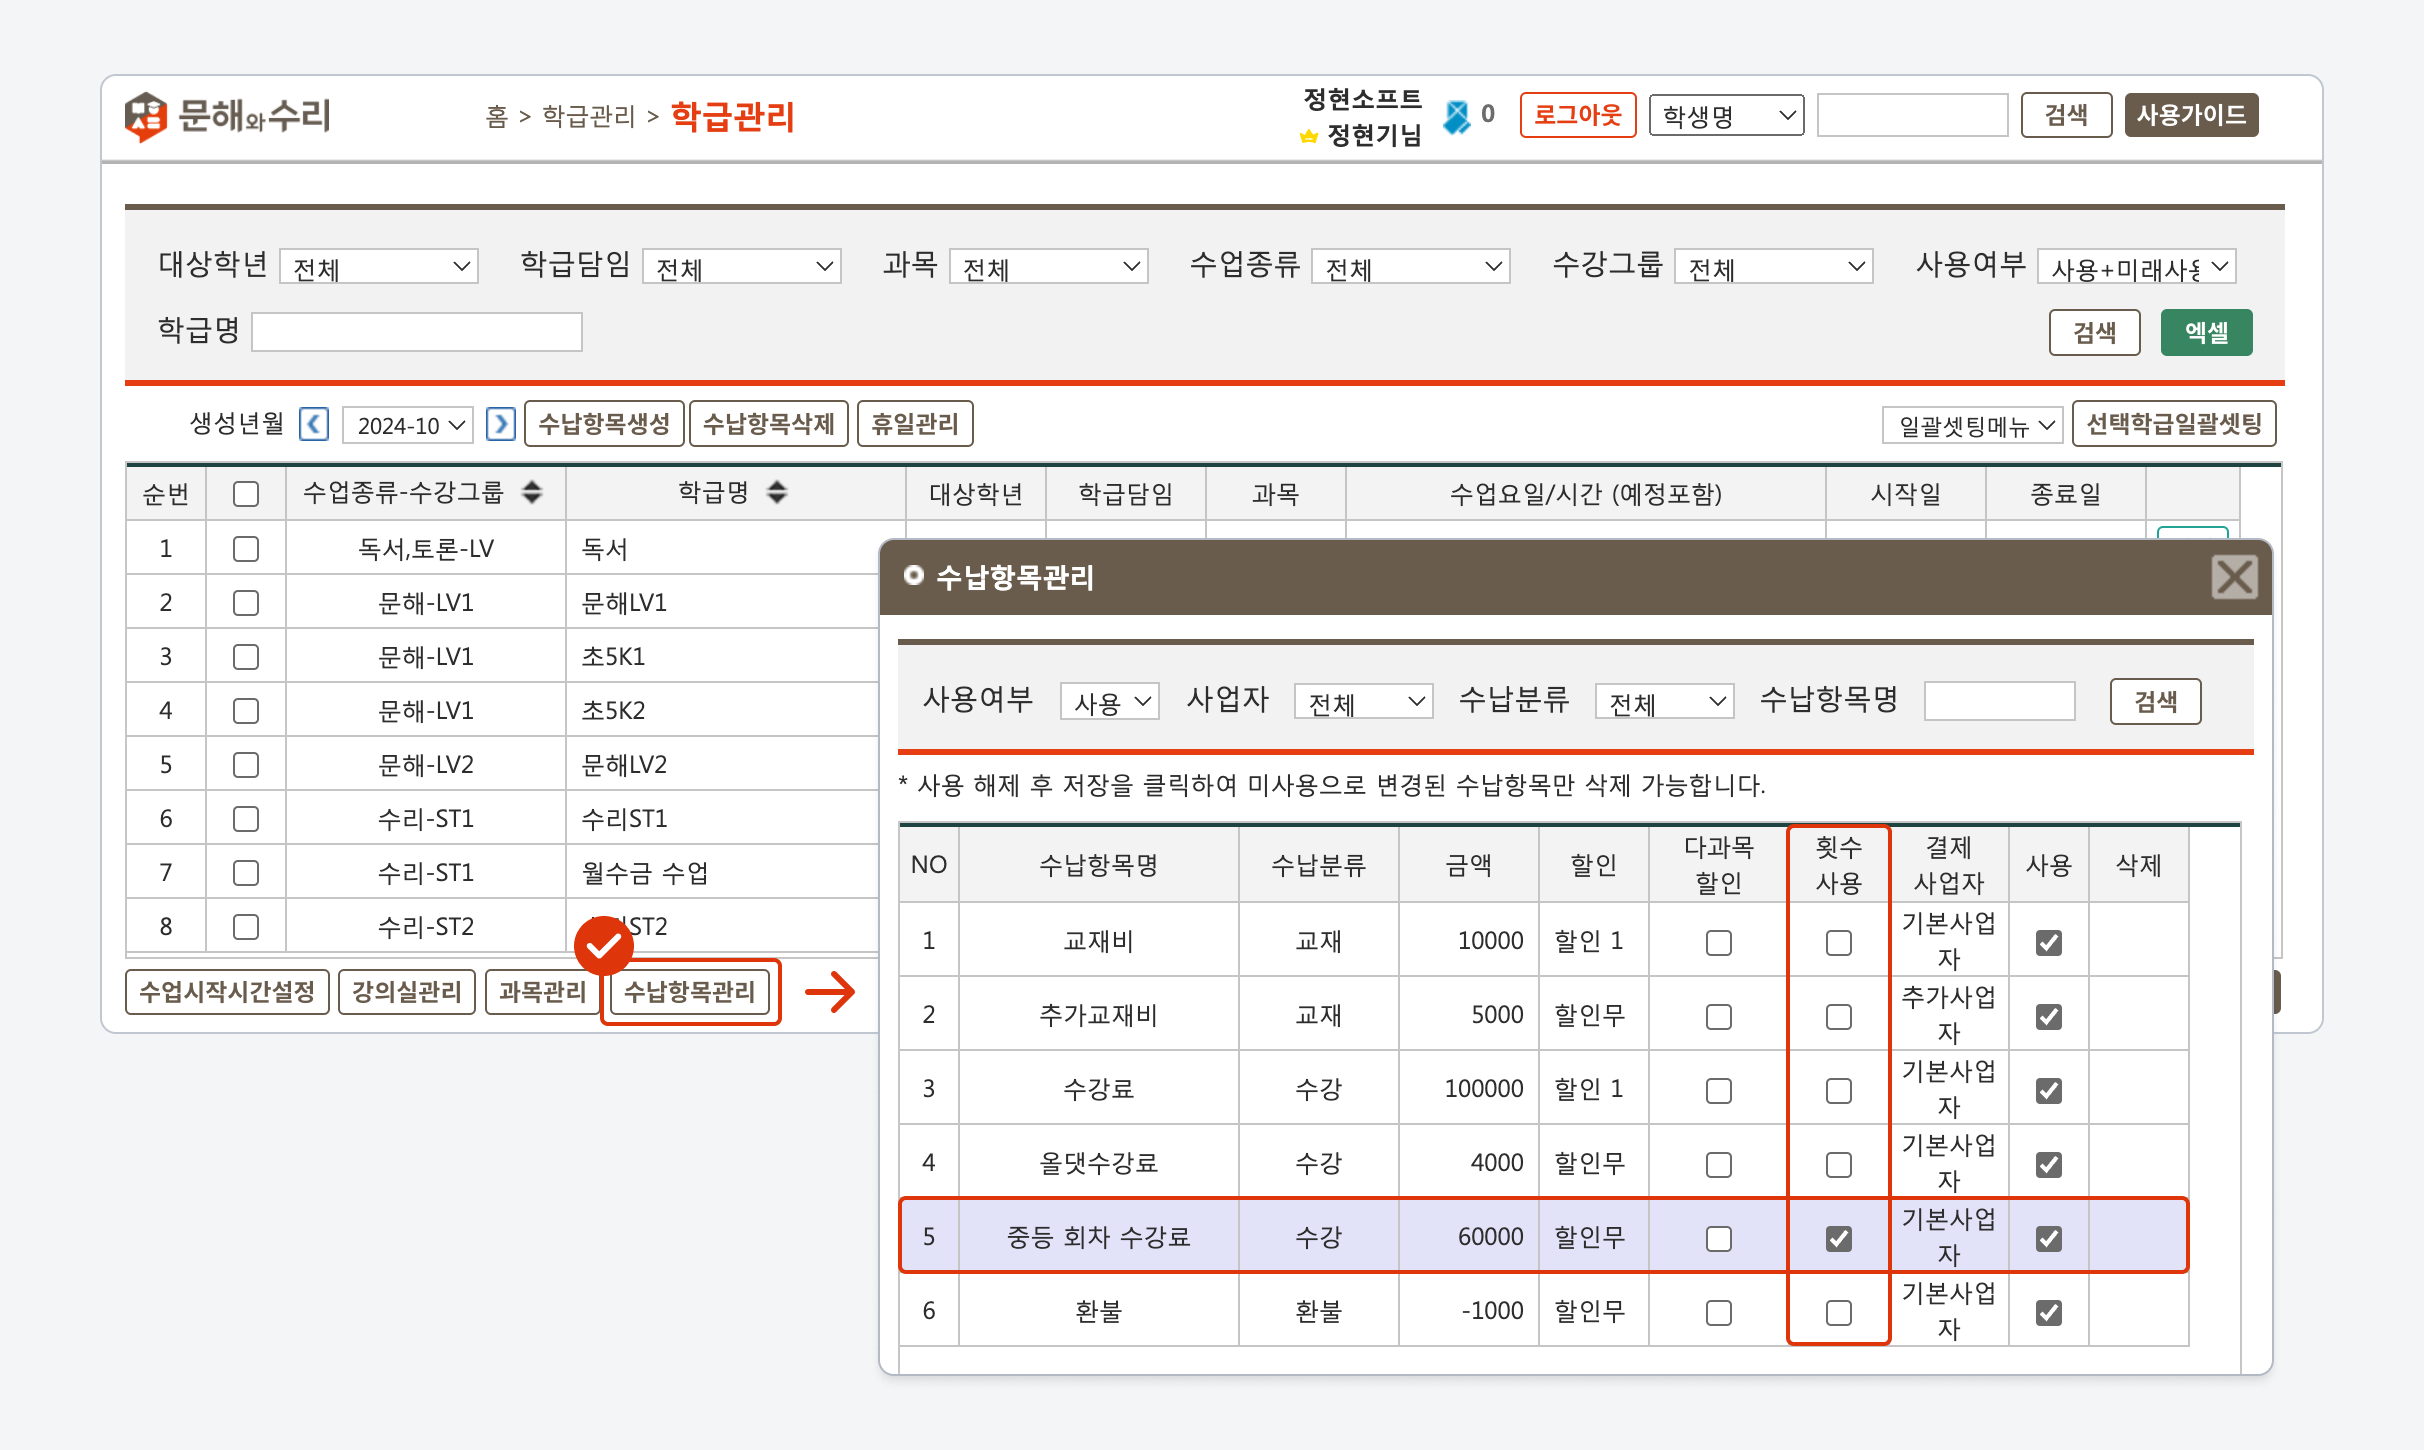 문해와수리
홈 > 학급관리 > 학급관리
정현소프트
정현기님
0
로그아웃
학생명
검색
사용가이드
대상학년 전체 학급담임 전체 과목 전체 수업종류 전체 수강그룹 전체 사용여부 사용+미래사용
학급명
검색 엑셀
생성년월 2024-10 수납항목생성 수납항목삭제 휴일관리 일괄셋팅메뉴 선택학급일괄셋팅
순번 수업종류-수강그룹 학급명 대상학년 학급담임 과목 수업요일/시간 (예정포함) 시작일 종료일
1 독서,토론-LV 독서
2 문해-LV1 문해LV1
3 문해-LV1 초5K1
4 문해-LV1 초5K2
5 문해-LV2 문해LV2
6 수리-ST1 수리ST1
7 수리-ST1 월수금 수업
8 수리-ST2 ST2
수업시작시간설정 강의실관리 과목관리 수납항목관리
수납항목관리
사용여부 사용 사업자 전체 수납분류 전체 수납항목명 검색
* 사용 해제 후 저장을 클릭하여 미사용으로 변경된 수납항목만 삭제 가능합니다.
NO 수납항목명 수납분류 금액 할인 다과목 할인 횟수 사용 결제 사업자 사용 삭제
1 교재비 교재 10000 할인 1 기본사업자
2 추가교재비 교재 5000 할인무 추가사업자
3 수강료 수강 100000 할인 1 기본사업자
4 올댓수강료 수강 4000 할인무 기본사업자
5 중등 회차 수강료 수강 60000 할인무 기본사업자
6 환불 환불 -1000 할인무 기본사업자